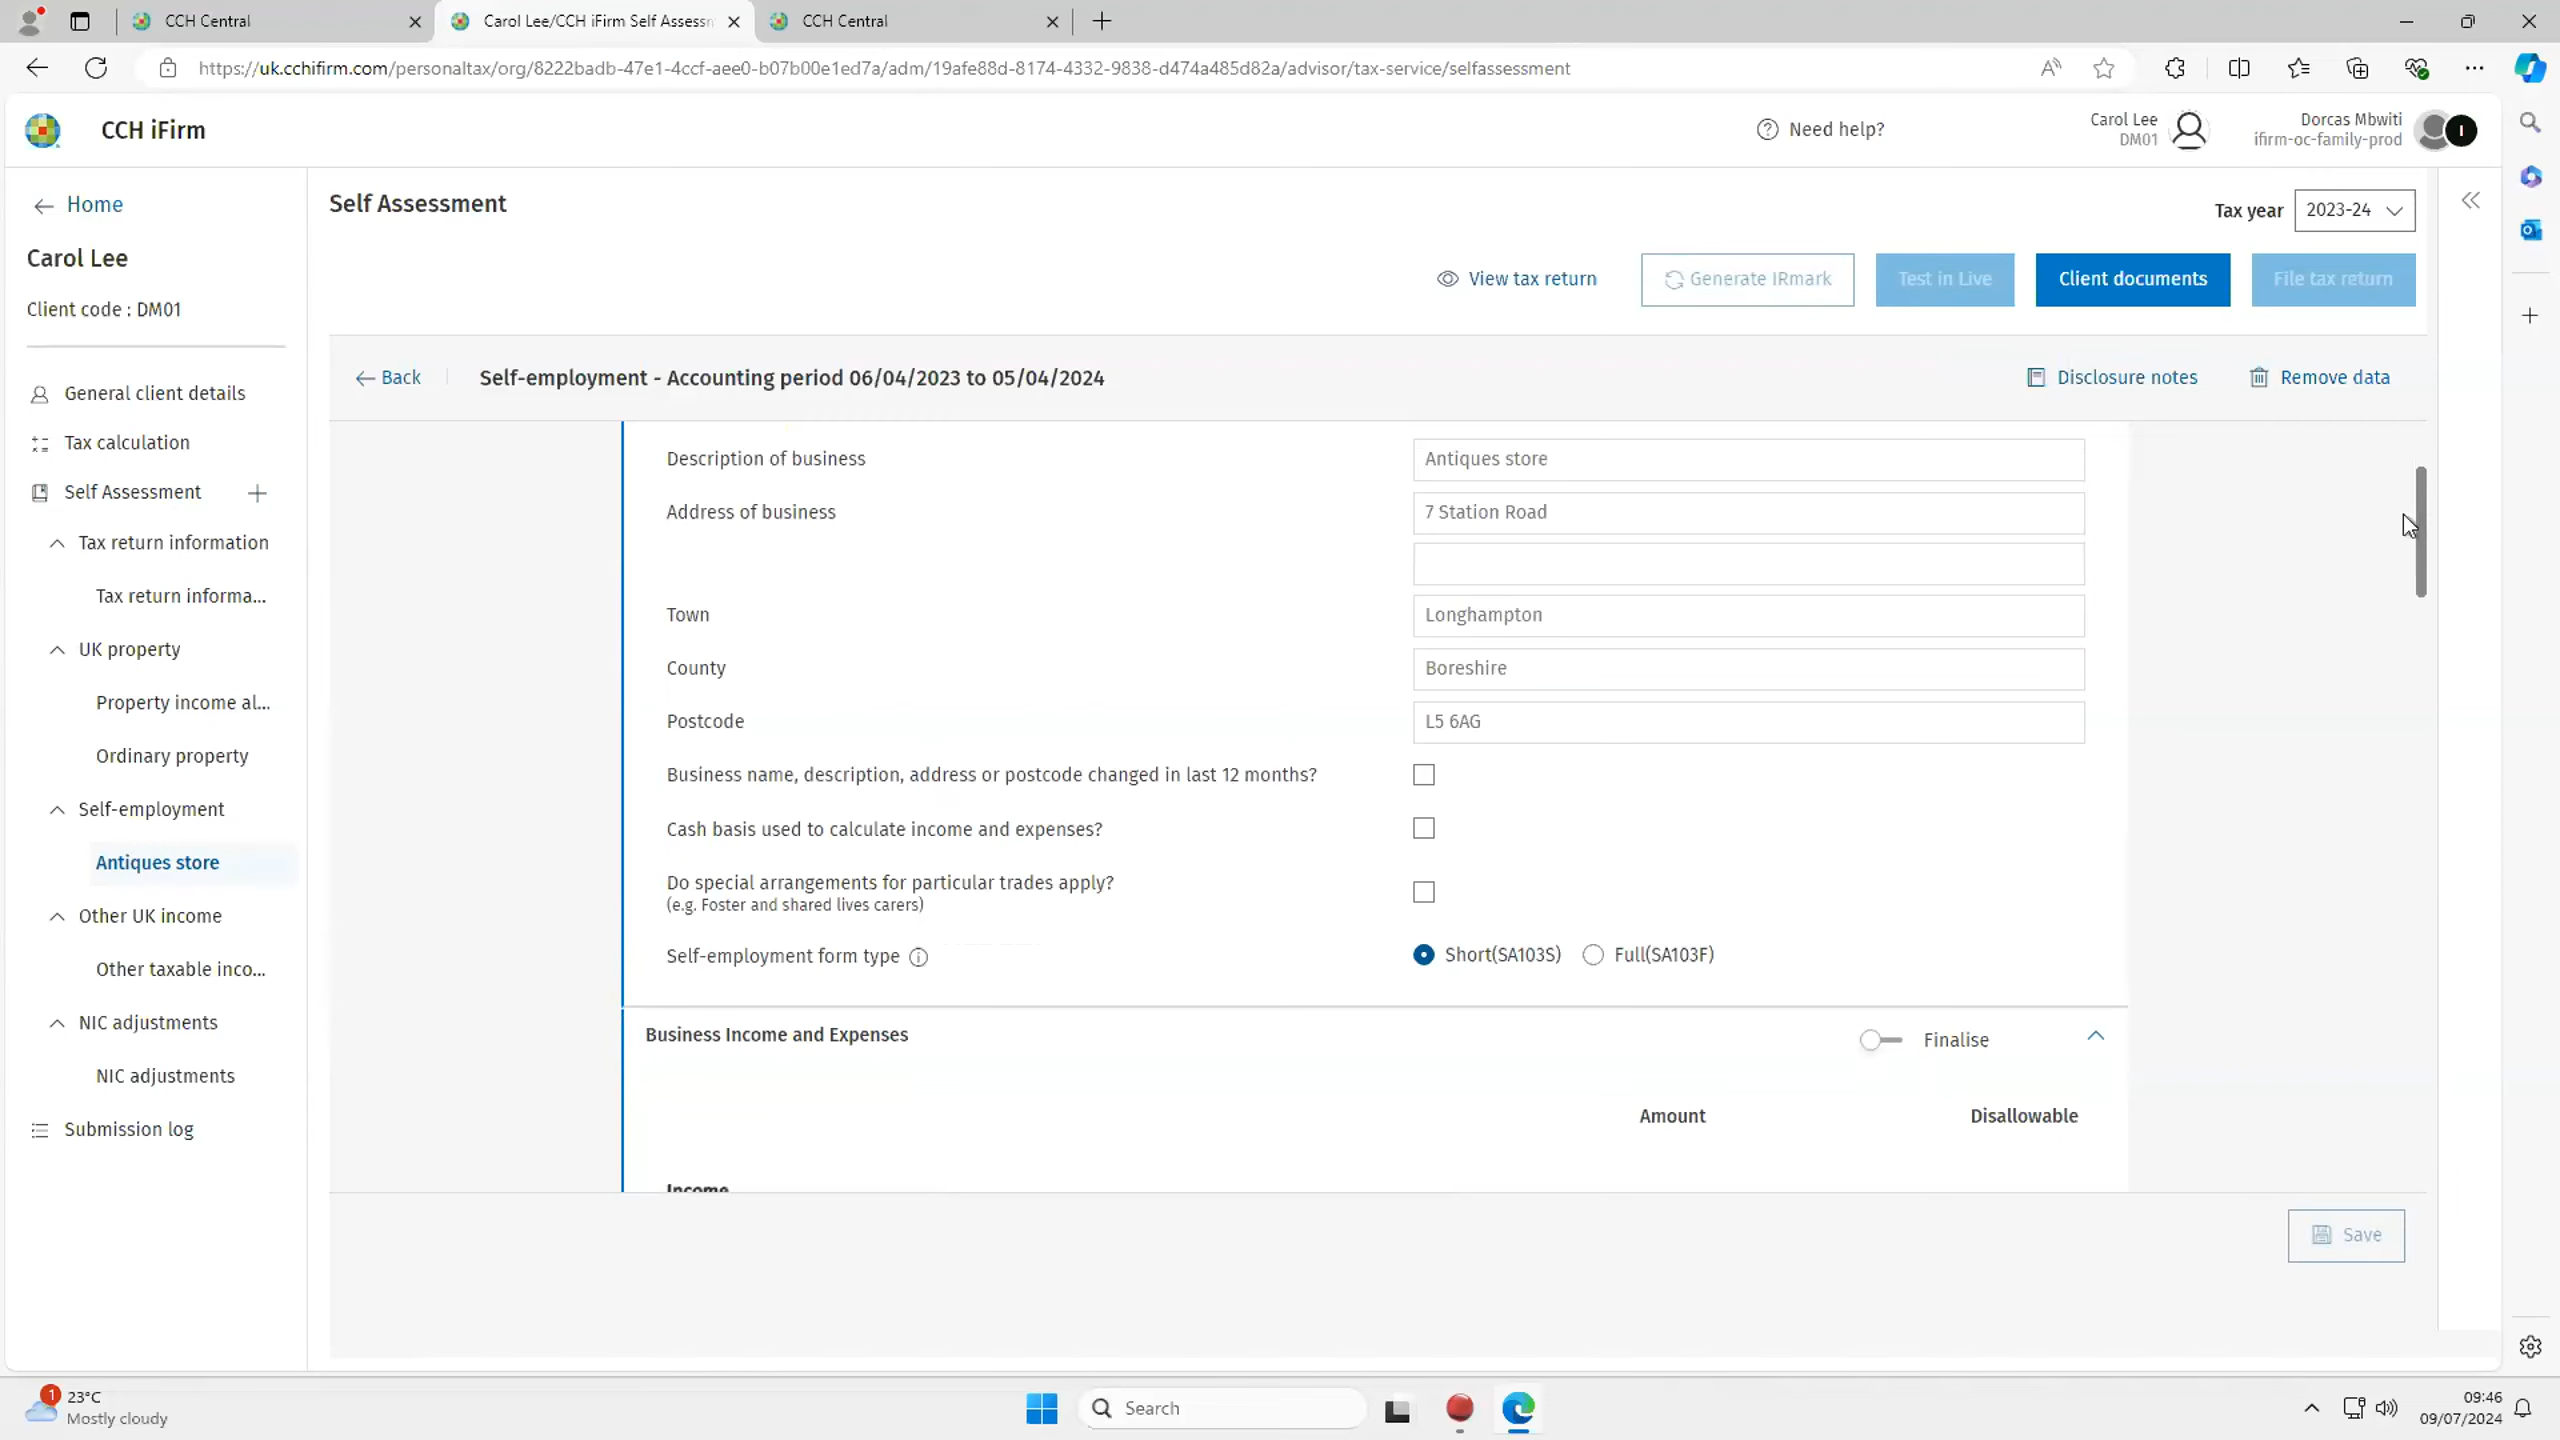 CCH Central
Carol Lee/CCH iFirm Self Assessm
CCH Central
https://uk.cchifirm.com/personaltax/org/8222badb-47e1-4ccf-aee0-b07b00e1ed7a/adm/19afe88d-8174-4332-9838-d474a485d82a/advisor/tax-service/selfassessment
CCH iFirm
Need help?
Carol Lee
DM01
Dorcas Mbwiti
ifirm-oc-family-prod
I
Home
Carol Lee
Client code : DM01
General client details
Tax calculation
Self Assessment
Tax return information
Tax return informa...
UK property
Property income al...
Ordinary property
Self-employment
Antiques store
Other UK income
Other taxable inco...
NIC adjustments
NIC adjustments
Submission log
Self Assessment
Tax year
2023-24
View tax return
Generate IRmark
Test in Live
Client documents
File tax return
Back
Self-employment - Accounting period 06/04/2023 to 05/04/2024
Disclosure notes
Remove data
Description of business
Antiques store
Address of business
7 Station Road
Town
Longhampton
County
Boreshire
Postcode
L5 6AG
Business name, description, address or postcode changed in last 12 months?
Cash basis used to calculate income and expenses?
Do special arrangements for particular trades apply?
(e.g. Foster and shared lives carers)
Self-employment form type
Short(SA103S)
Full(SA103F)
Business Income and Expenses
Finalise
Amount
Disallowable
Income
Save
1
23°C
Mostly cloudy
Search
09:46
09/07/2024